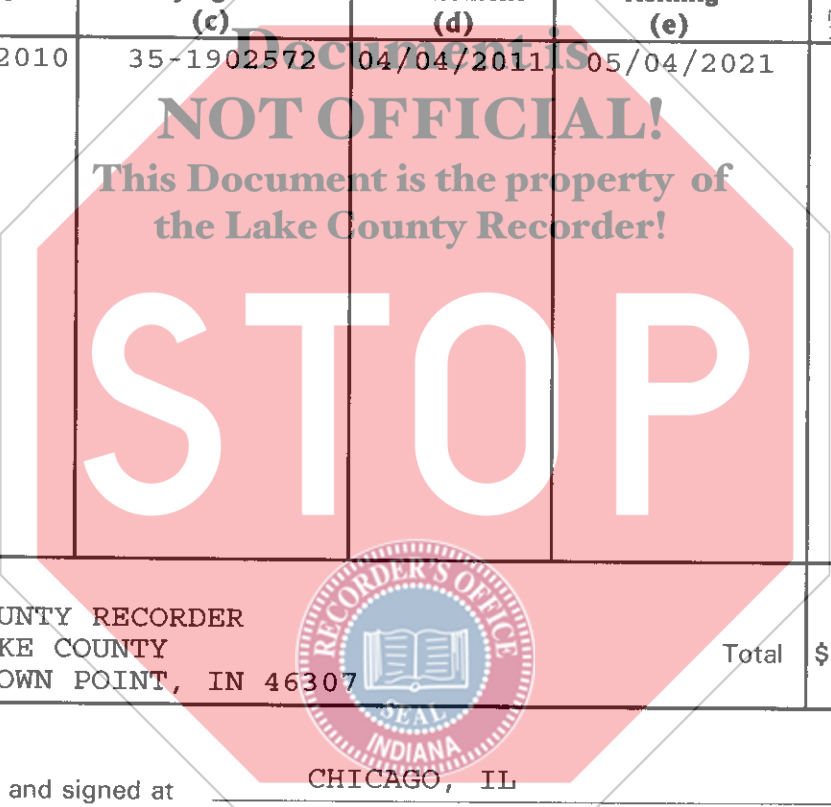 (c) (d) (e)
Document is
2010 35-1902572 04/04/2011 05/04/2021
NOT OFFICIAL!
This Document is the property of
the Lake County Recorder!
STOP
RECORDER'S OFFICE
UNTY RECORDER
KE COUNTY
Total $
OWN POINT, IN 46307
SEAL
INDIANA
and signed at CHICAGO, IL